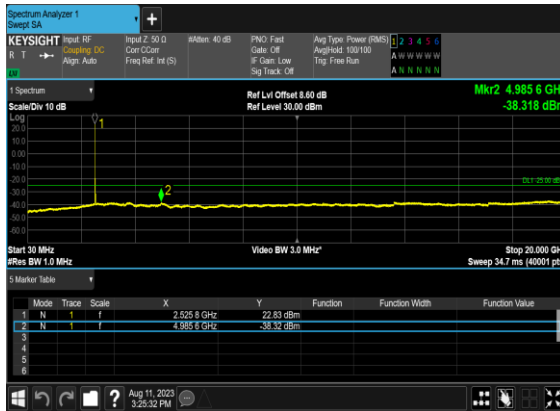 Spectrum Analyzer 1
Swept SA
+
KEYSIGHT Input: RF Input Z: 50 Ω #Atten: 40 dB PNO: Fast Avg Type: Power (RMS) 1 2 3 4 5 6
R T Coupling: DC Corr CCorr Gate: Off Avg|Hold: 100/100 A W W W W W
Align: Auto Freq Ref: Int (S) IF Gain: Low Trig: Free Run
Sig Track: Off A N N N N N
1 Spectrum
Ref Lvl Offset 8.60 dB Mkr2 4.985 6 GH
Scale/Div 10 dB Ref Level 30.00 dBm -38.318 dBm
Log
20.0
10.0
0.00
-10.0
-20.0
-30.0
-40.0
-50.0
-60.0
1
2
DL1 -25.00 dB
Start 30 MHz Video BW 3.0 MHz* Stop 20.000 GH
#Res BW 1.0 MHz Sweep 34.7 ms (40001 pt
5 Marker Table
Mode Trace Scale X Y Function Function Width Function Value
1 N 1 f 2.525 8 GHz 22.83 dBm
2 N 1 f 4.985 6 GHz -38.32 dBm
3
4
5
6
? Aug 11, 2023
3:25:32 PM